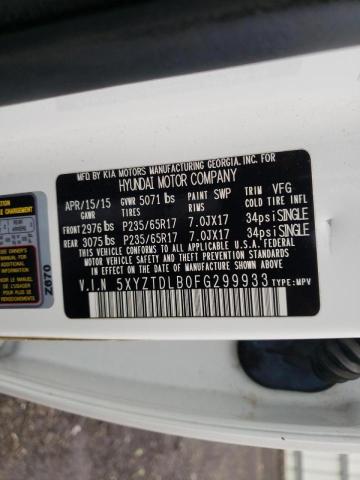 MFD BY KIA MOTORS MANUFACTURING GEORGIA, INC. FOR
HYUNDAI MOTOR COMPANY
APR/15/15 GVWR 5071 lbs PAINT SWP TRIM VFG
GAWR TIRES RIMS COLD TIRE INFL
FRONT 2976 lbs P235/65R17 7.0JX17 34psi SINGLE
REAR 3075 lbs P235/65R17 7.0JX17 34psi SINGLE
THIS VEHICLE CONFORMS TO ALL APPLICABLE U.S.A. FEDERAL
MOTOR VEHICLE SAFETY AND THEFT PREVENTION STANDARDS
IN EFFECT ON THE DATE OF MANUFACTURE SHOWN ABOVE.
V.I.N 5XYZTDLB0FG299933 TYPE:MPV
Z670